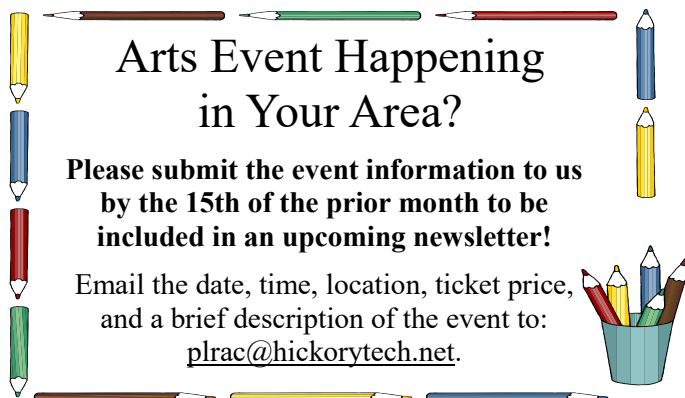 Arts Event Happening
in Your Area?
Please submit the event information to us
by the 15th of the prior month to be
included in an upcoming newsletter!
Email the date, time, location, ticket price,
and a brief description of the event to:
plrac@hickorytech.net.